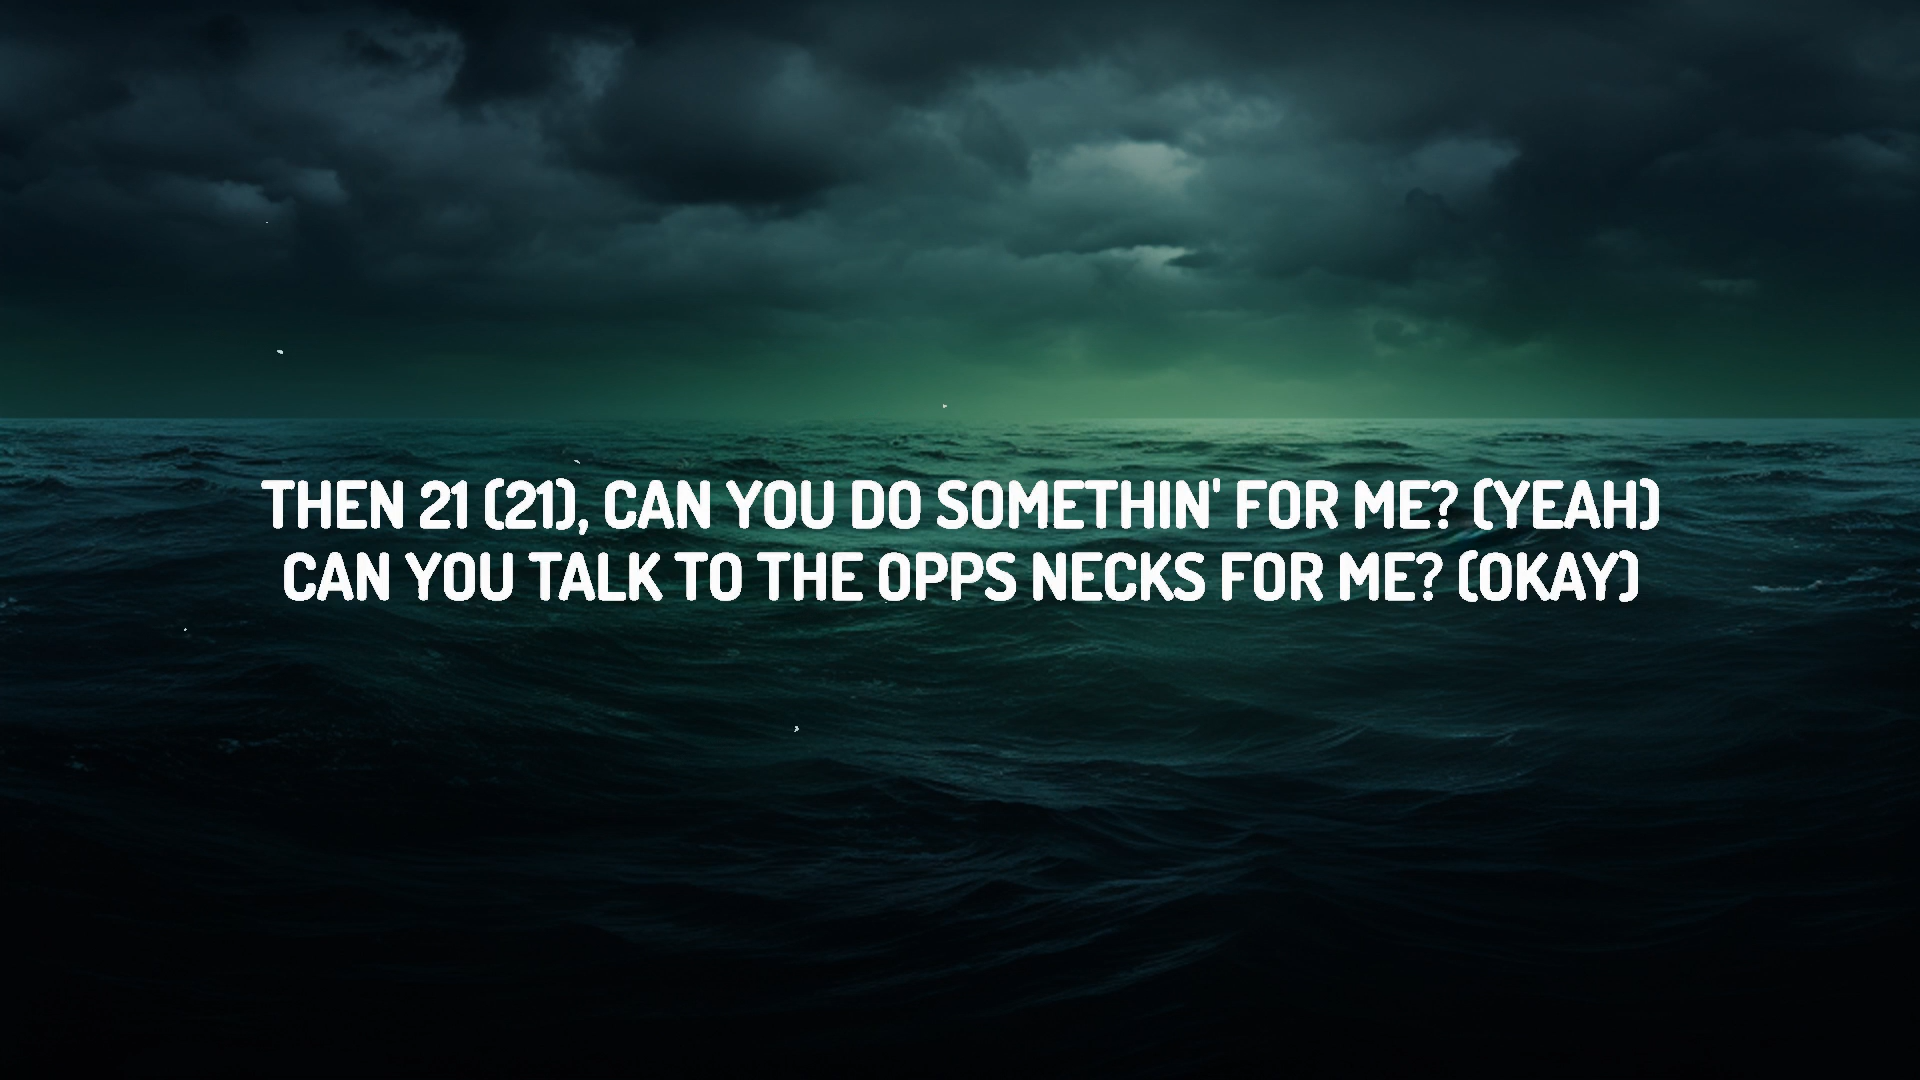 THEN 21 (21), CAN YOU DO SOMETHIN' FOR ME? (YEAH)
CAN YOU TALK TO THE OPPS NECKS FOR ME? (OKAY)